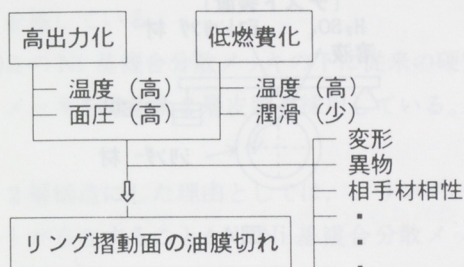 高出力化 低燃費化
温度（高） 温度（高）
面圧（高） 潤滑（少）
変形
異物
相手材相性
リング摺動面の油膜切れ